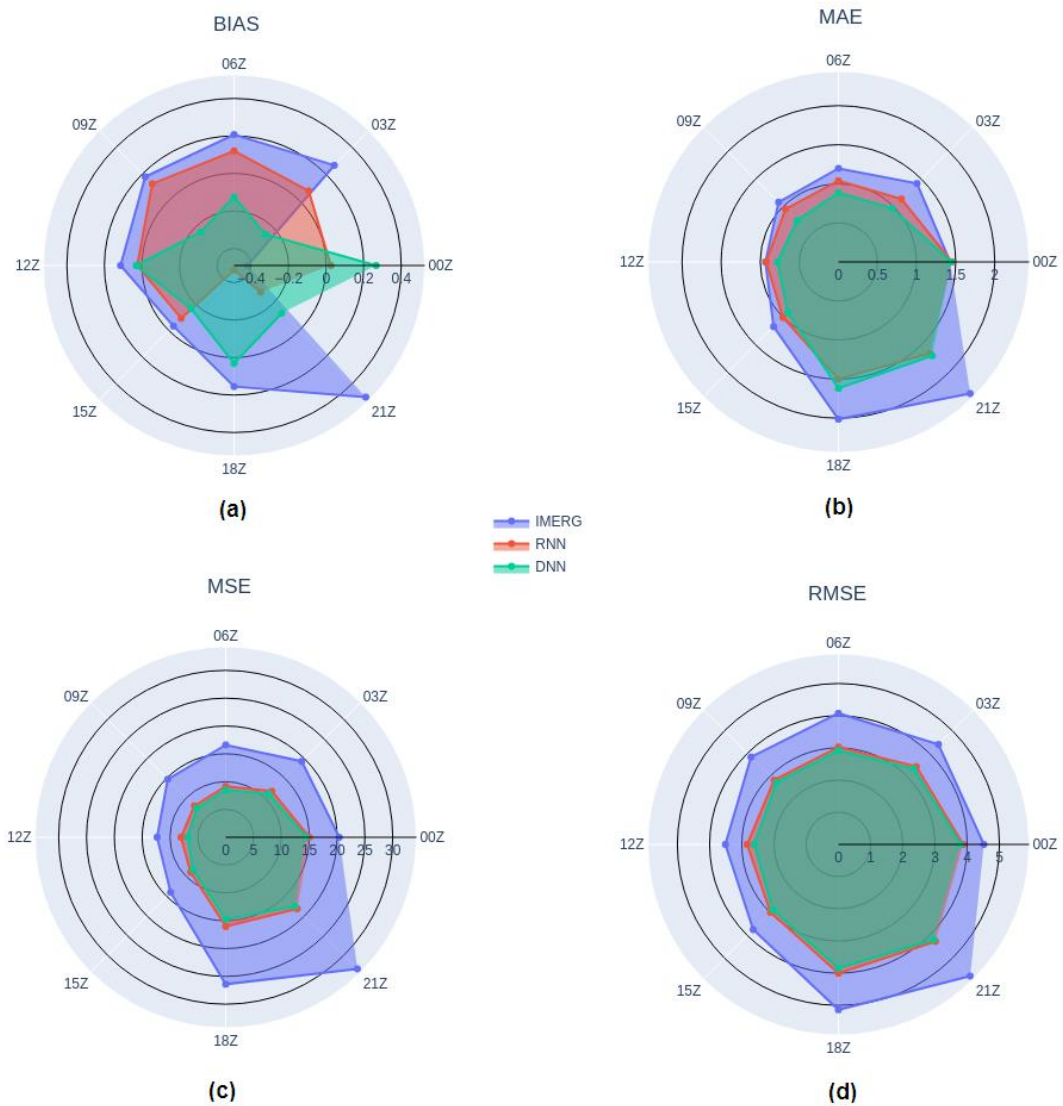 BIAS
06Z
09Z
03Z
12Z
−0.4
−0.2
0
0.2
0.4
00Z
15Z
21Z
18Z
(a)
MAE
06Z
09Z
03Z
12Z
0
0.5
1
1.5
2
00Z
15Z
21Z
18Z
(b)
IMERG
RNN
DNN
MSE
06Z
09Z
03Z
12Z
0
5
10
15
20
25
30
00Z
15Z
21Z
18Z
(c)
RMSE
06Z
09Z
03Z
12Z
0
1
2
3
4
5
00Z
15Z
21Z
18Z
(d)